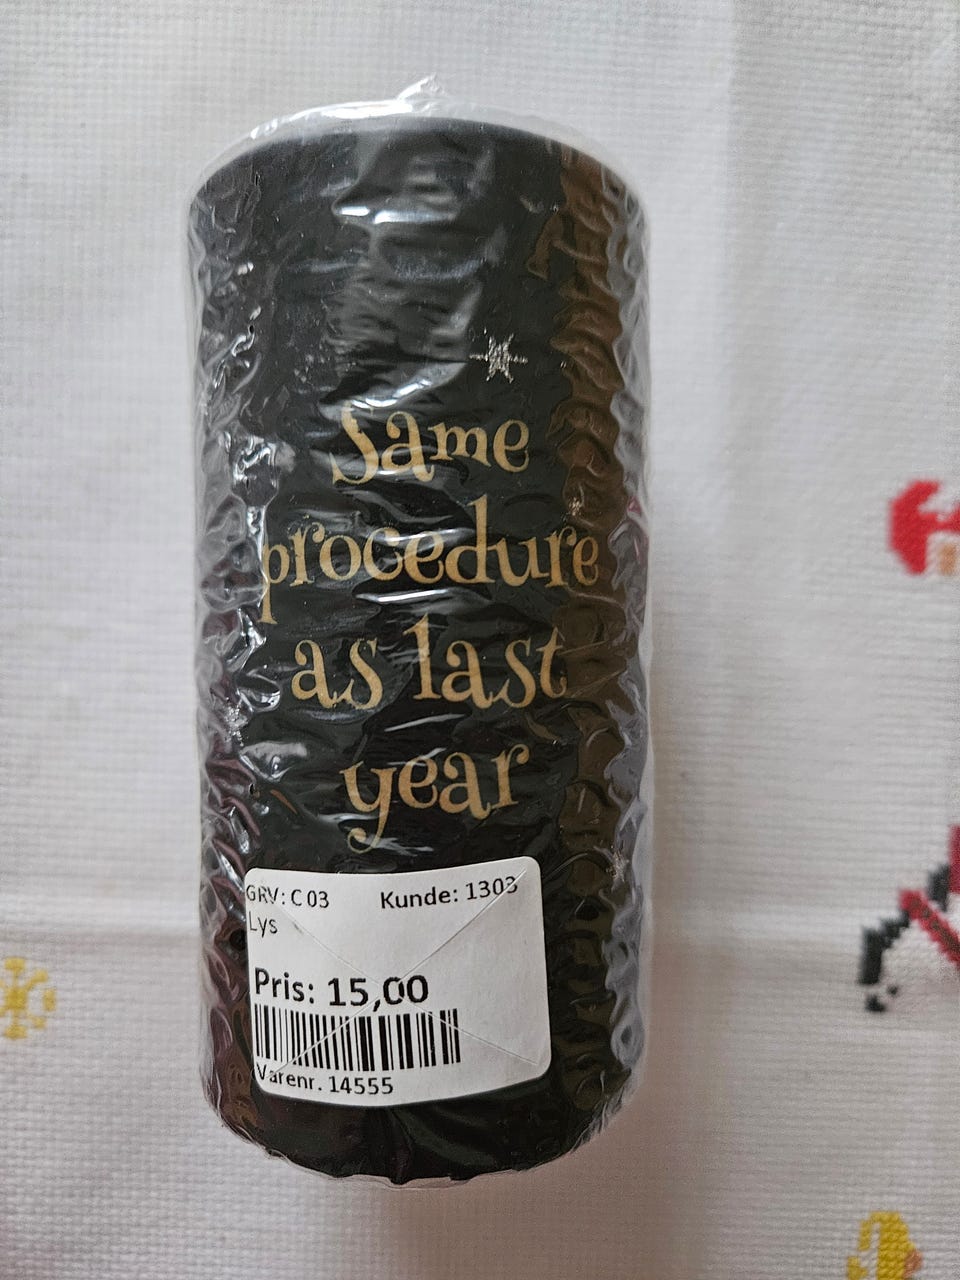 Same
procedure
as last
year
GRV: C 03 Kunde: 1303
Lys
Pris: 15,00
Varenr. 14555